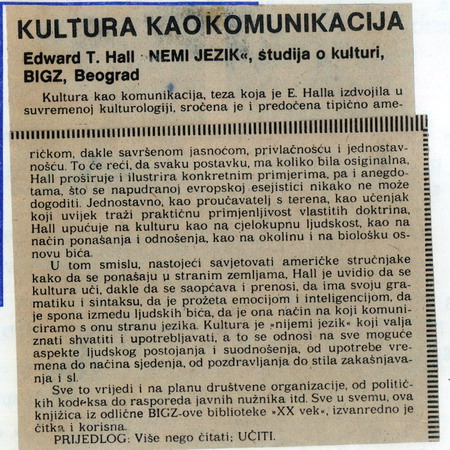 KULTURA KAO KOMUNIKACIJA
Edward T. Hall NEMI JEZIK«, študija o kulturi,
BIGZ, Beograd
Kultura kao komunikacija, teza koja je E. Halla izdvojila u
suvremenoj kulturologiji, sročena je i predočena tipično ame-
ričkom, dakle savršenom jasnoćom, privlačnošću i jednostav-
nošću. To će reći, da svaku postavku, ma koliko bila osiginalna,
Hall proširuje i ilustrira konkretnim primjerima, pa i anegdo-
tama, što se napudranoj evropskoj esejistici nikako ne može
dogoditi. Jednostavno, kao proučavatelj s terena, kao učenjak
koji uvijek traži praktičnu primjenljivost vlastitih doktrina,
Hall upućuje na kulturu kao na cjelokupnu ljudskost, kao na
način ponašanja i odnošenja, kao na okolinu i na biološku os-
novu bića.
U tom smislu, nastojeći savjetovati američke stručnjake
kako da se ponašaju u stranim zemljama, Hall je uvidio da se
kultura uči, dakle da se saopćava i prenosi, da ima svoju gra-
matiku i sintaksu, da je prožeta emocijom i inteligencijom, da
je spona između ljudskih bića, da je ona način na koji komuni-
ciramo s onu stranu jezika. Kultura je »nijemi jezik« koji valja
znati shvatiti i upotrebljavati, a to se odnosi na sve moguće
aspekte ljudskog postojanja i suodnošenja, od upotrebe vre-
mena do načina sjedenja, od pozdravljanja do stila zakašnjava-
nja i sl.
Sve to vrijedi i na planu društvene organizacije, od politič-
kih kodeksa do rasporeda javnih nužnika itd. Sve u svemu, ova
knjižica iz odlične BIGZ-ove biblioteke »XX vek«, izvanredno je
čitka i korisna.
PRIJEDLOG: Više nego čitati; UČITI.